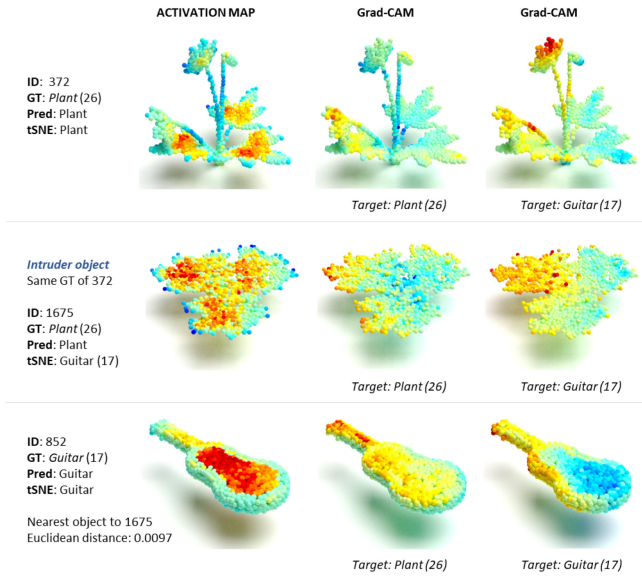 ACTIVATION MAP
Grad-CAM
Grad-CAM
ID: 372
GT: Plant (26)
Pred: Plant
tSNE: Plant
Target: Plant (26)
Target: Guitar (17)
Intruder object
Same GT of 372
ID: 1675
GT: Plant (26)
Pred: Plant
tSNE: Guitar (17)
Target: Plant (26)
Target: Guitar (17)
ID: 852
GT: Guitar (17)
Pred: Guitar
tSNE: Guitar
Nearest object to 1675
Euclidean distance: 0.0097
Target: Plant (26)
Target: Guitar (17)